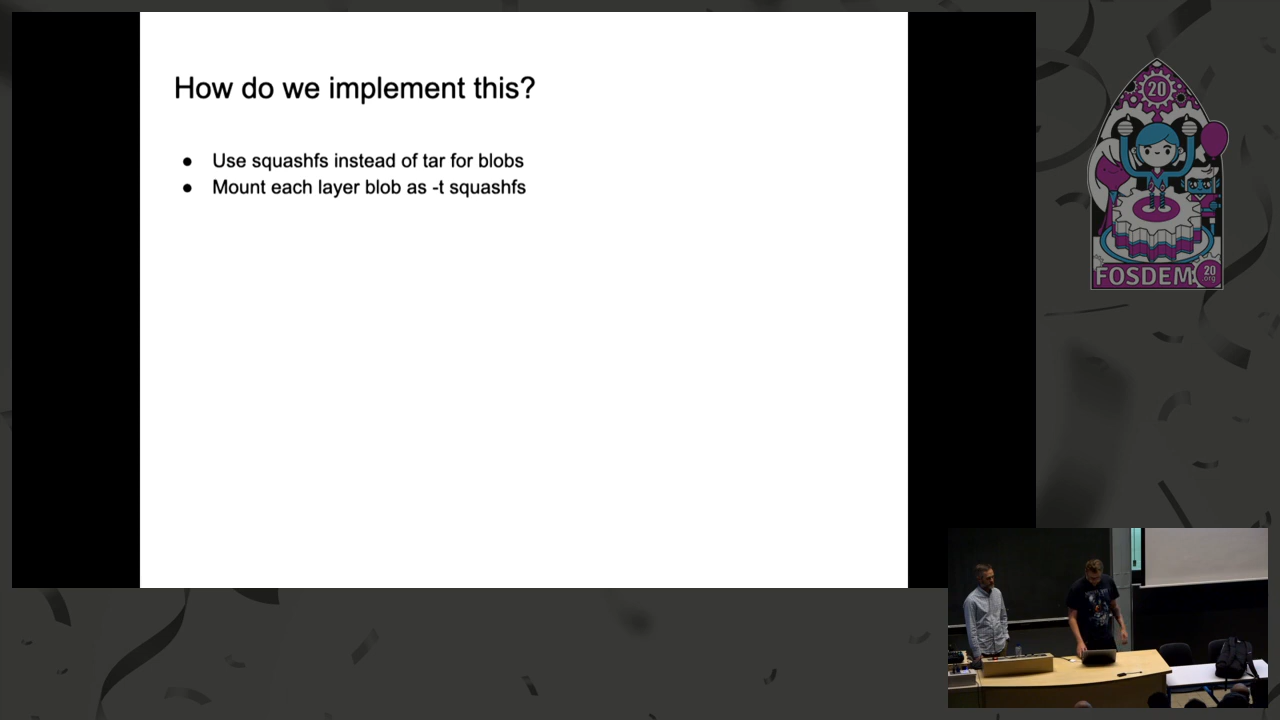 How do we implement this?
● Use squashfs instead of tar for blobs
● Mount each layer blob as -t squashfs
20
FOSDEM
20
.org